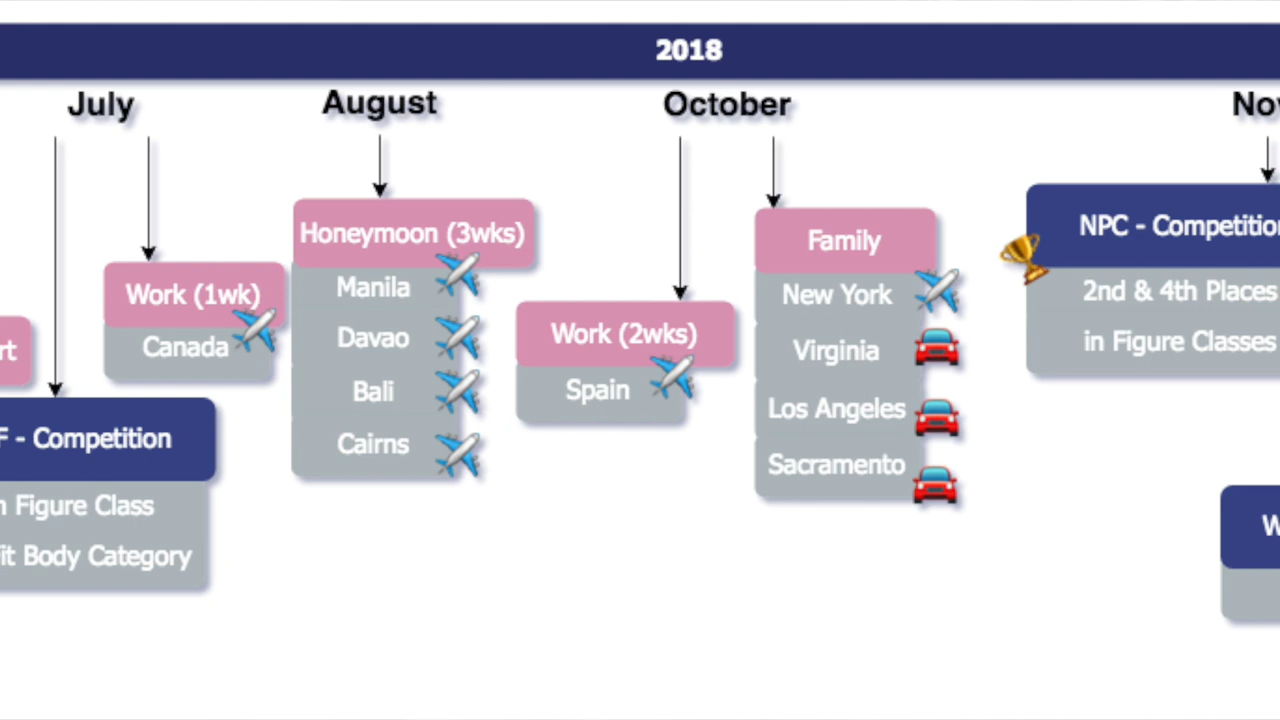 2018
July
August
October
Honeymoon (3wks)
Manila
Davao
Bali
Cairns
Work (1wk)
Canada
- Competition
Figure Class
Body Category
Work (2wks)
Spain
Family
New York
Virginia
Los Angeles
Sacramento
NPC -
2nd & 4th Places
in Figure Classes